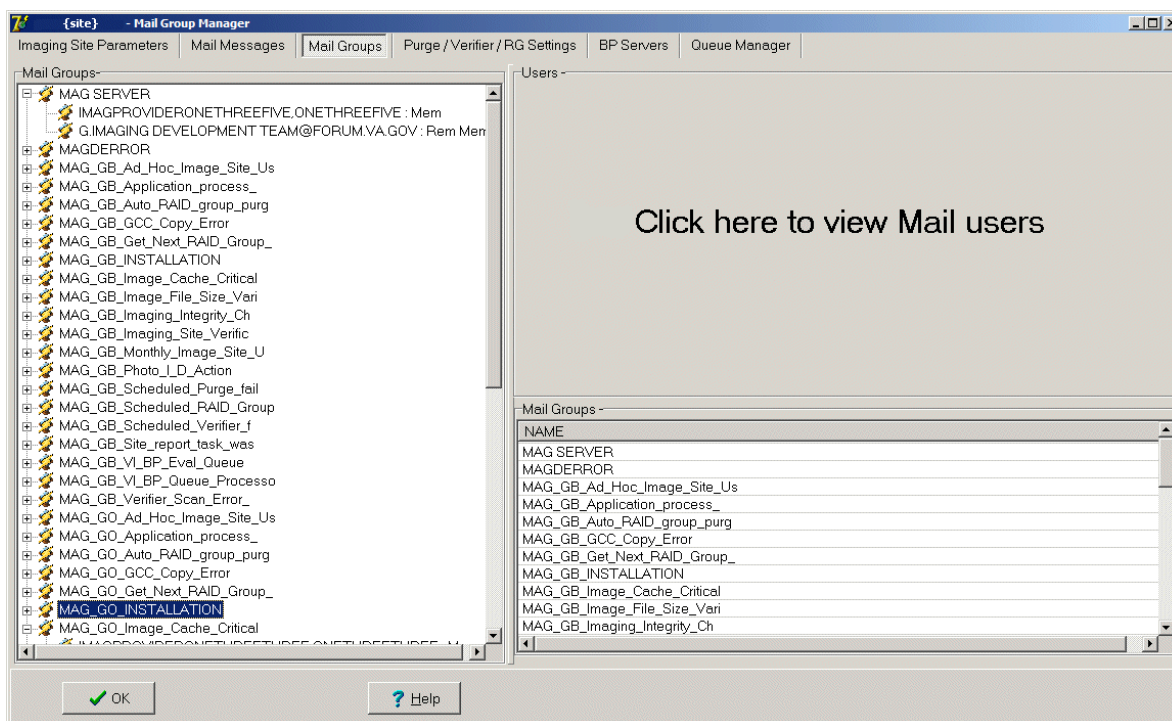 {site} - Mail Group Manager
Imaging Site Parameters
Mail Messages
Mail Groups
Purge / Verifier / RG Settings
BP Servers
Queue Manager
Mail Groups-
MAG SERVER
IMAGPROVIDERONETHREEFIVE,ONETHREEFIVE : Mem
G.IMAGING DEVELOPMENT TEAM@FORUM.VA.GOV : Rem Mem
MAGDERROR
MAG_GB_Ad_Hoc_Image_Site_Us
MAG_GB_Application_process_
MAG_GB_Auto_RAID_group_purg
MAG_GB_GCC_Copy_Error
MAG_GB_Get_Next_RAID_Group_
MAG_GB_INSTALLATION
MAG_GB_Image_Cache_Critical
MAG_GB_Image_File_Size_Vari
MAG_GB_Imaging_Integrity_Ch
MAG_GB_Imaging_Site_Verific
MAG_GB_Monthly_Image_Site_U
MAG_GB_Photo_I_D_Action
MAG_GB_Scheduled_Purge_fail
MAG_GB_Scheduled_RAID_Group
MAG_GB_Scheduled_Verifier_f
MAG_GB_Site_report_task_was
MAG_GB_VI_BP_Eval_Queue
MAG_GB_VI_BP_Queue_Processo
MAG_GB_Verifier_Scan_Error_
MAG_GO_Ad_Hoc_Image_Site_Us
MAG_GO_Application_process_
MAG_GO_Auto_RAID_group_purg
MAG_GO_GCC_Copy_Error
MAG_GO_Get_Next_RAID_Group_
MAG_GO_INSTALLATION
MAG_GO_Image_Cache_Critical
Users -
Click here to view Mail users
Mail Groups -
NAME
MAG SERVER
MAGDERROR
MAG_GB_Ad_Hoc_Image_Site_Us
MAG_GB_Application_process_
MAG_GB_Auto_RAID_group_purg
MAG_GB_GCC_Copy_Error
MAG_GB_Get_Next_RAID_Group_
MAG_GB_INSTALLATION
MAG_GB_Image_Cache_Critical
MAG_GB_Image_File_Size_Vari
MAG_GB_Imaging_Integrity_Ch
OK
Help